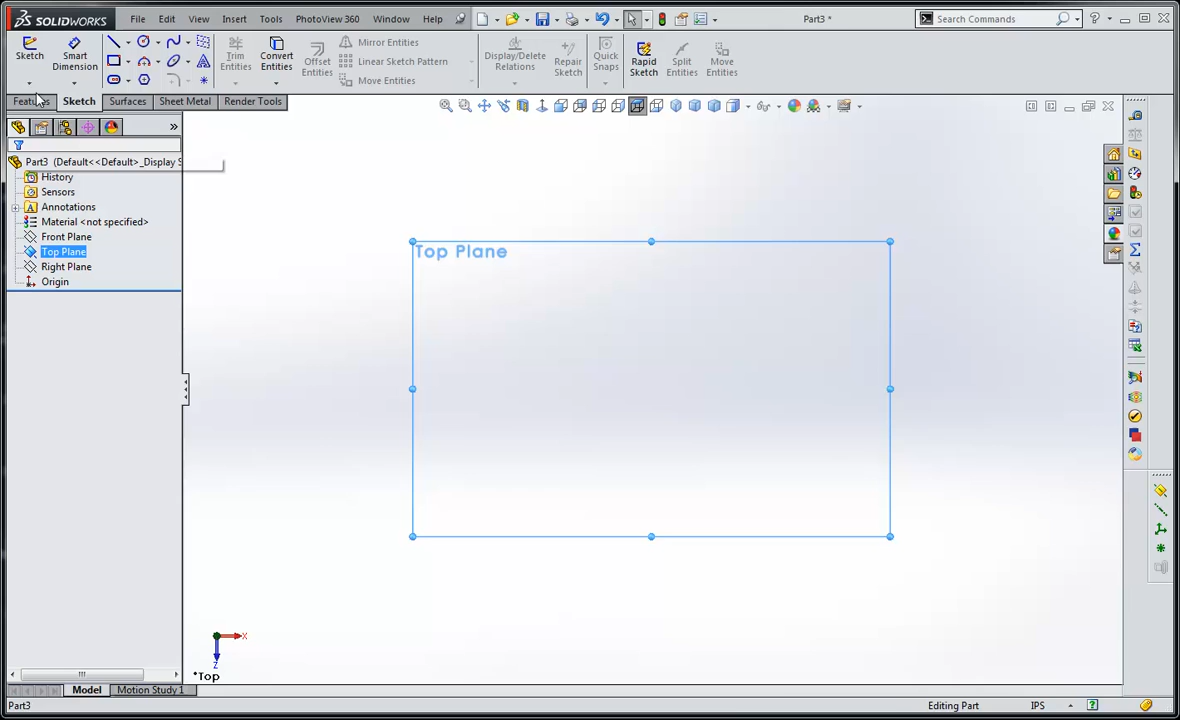 SOLIDWORKS File Edit View Insert Tools PhotoView 360 Window Help Part3 * Search Commands
Sketch Smart Dimension Trim Entities Convert Entities Offset Entities Mirror Entities Linear Sketch Pattern Move Entities Display/Delete Relations Repair Sketch Quick Snaps Rapid Sketch Split Entities Move Entities
Features Sketch Surfaces Sheet Metal Render Tools
Part3 (Default<<Default>_Display S
History
Sensors
Annotations
Material <not specified>
Front Plane
Top Plane
Right Plane
Origin
Top Plane
X
Z
*Top
Model Motion Study 1
Part3 Editing Part IPS